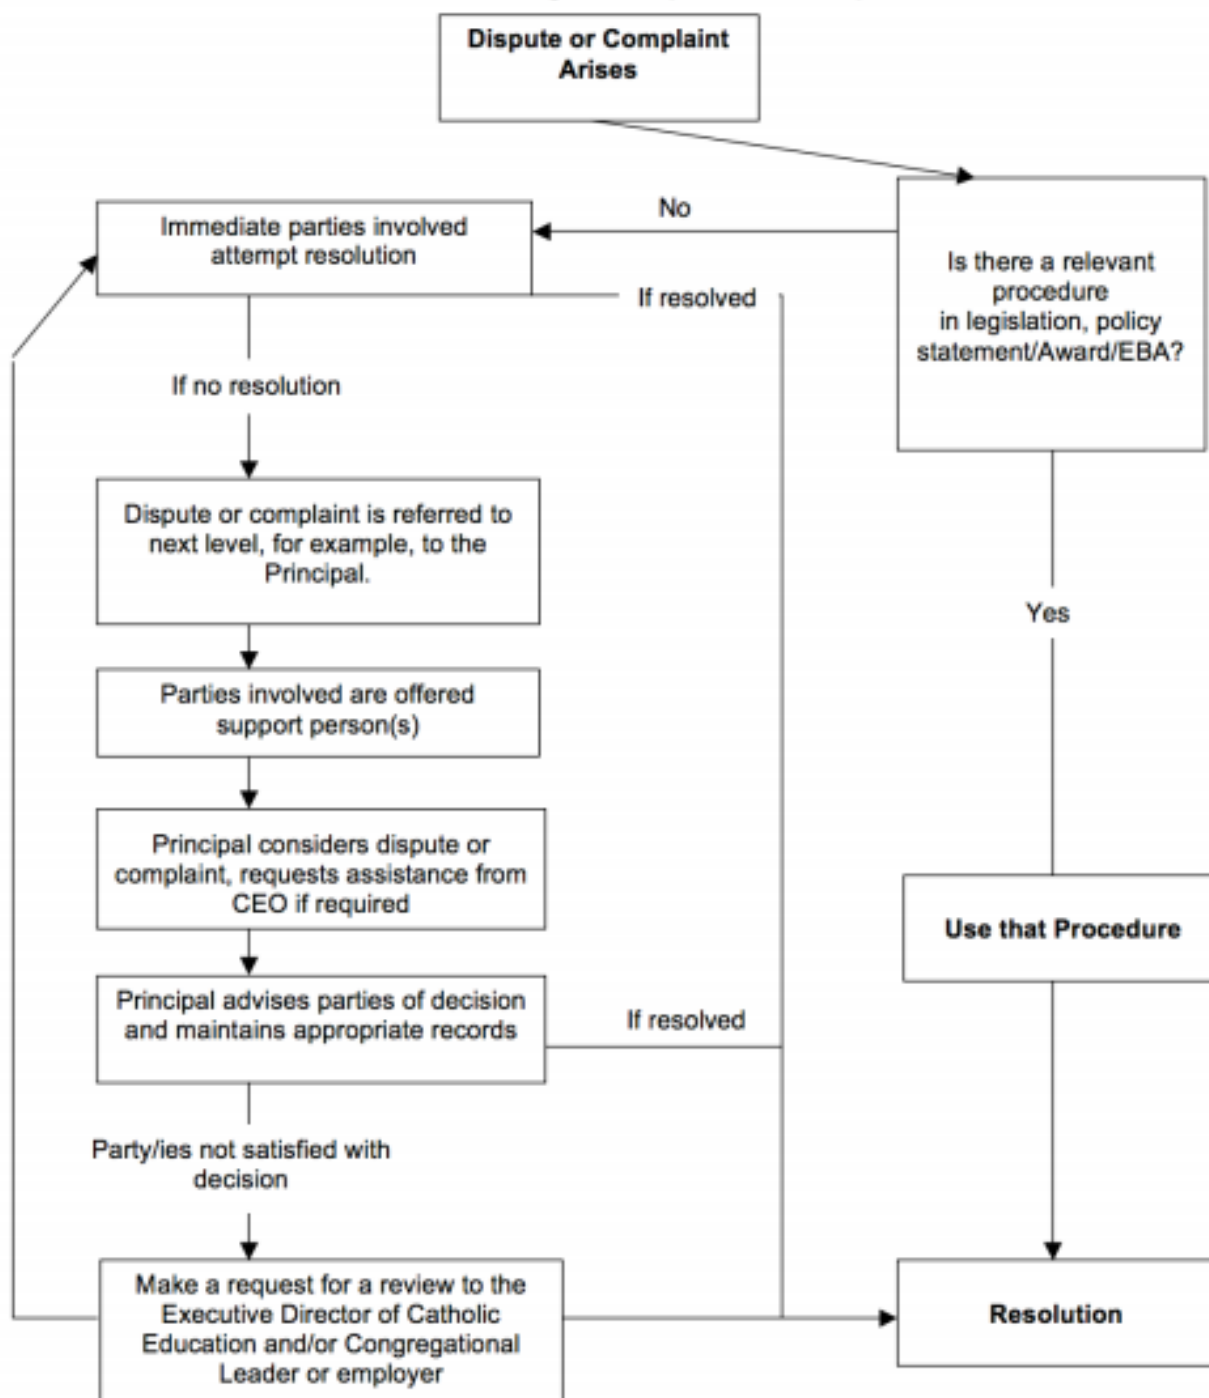 Dispute or Complaint
Arises
No
Immediate parties involved
attempt resolution
Is there a relevant
procedure
in legislation, policy
statement/Award/EBA?
If resolved
If no resolution
Dispute or complaint is referred to
next level, for example, to the
Principal.
Yes
Parties involved are offered
support person(s)
Principal considers dispute or
complaint, requests assistance from
CEO if required
Use that Procedure
Principal advises parties of decision
and maintains appropriate records
If resolved
Party/ies not satisfied with
decision
Make a request for a review to the
Executive Director of Catholic
Education and/or Congregational
Leader or employer
Resolution